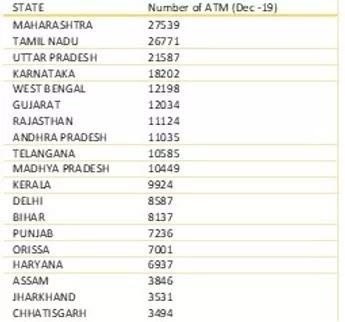 STATE Number of ATM (Dec -19)
MAHARASHTRA 27539
TAMIL NADU 26771
UTTAR PRADESH 21587
KARNATAKA 18202
WEST BENGAL 12198
GUJARAT 12034
RAJASTHAN 11124
ANDHRA PRADESH 11035
TELANGANA 10585
MADHYA PRADESH 10449
KERALA 9924
DELHI 8587
BIHAR 8137
PUNJAB 7236
ORISSA 7001
HARYANA 6937
ASSAM 3846
JHARKHAND 3531
CHHATISGARH 3494